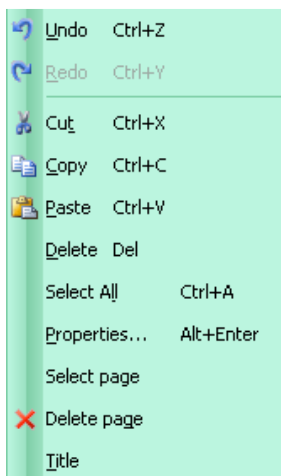 Undo Ctrl+Z
Redo Ctrl+Y
Cut Ctrl+X
Copy Ctrl+C
Paste Ctrl+V
Delete Del
Select All Ctrl+A
Properties... Alt+Enter
Select page
Delete page
Title